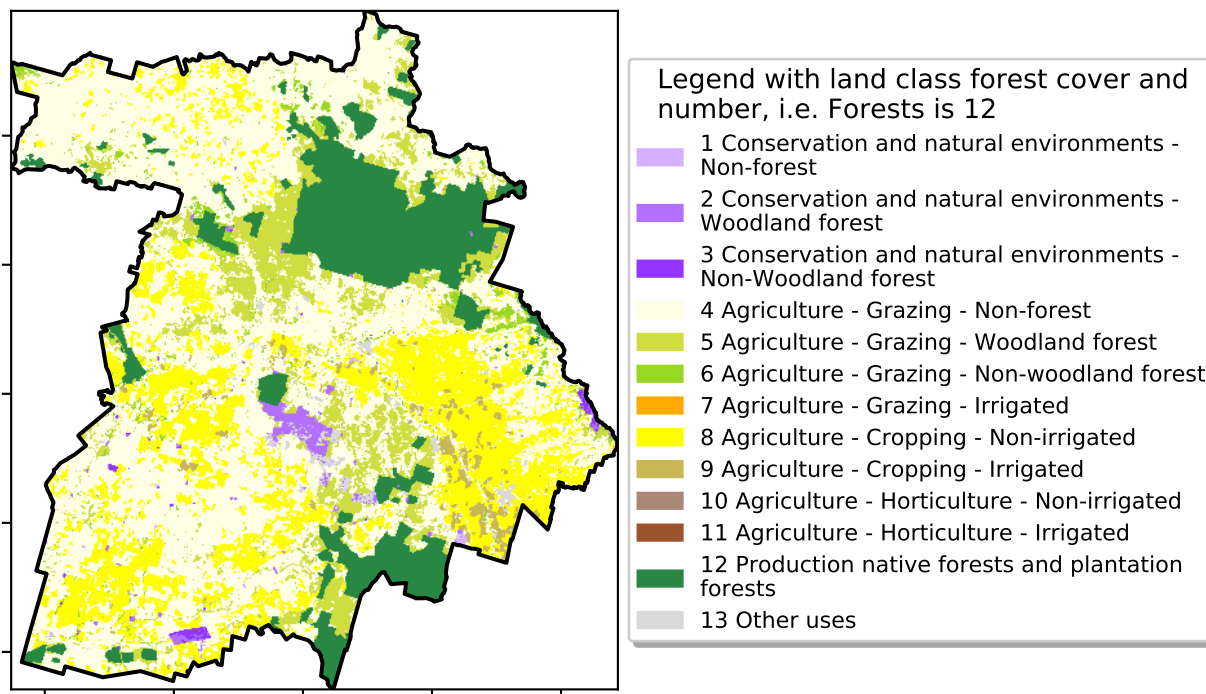 Legend with land class forest cover and
number, i.e. Forests is 12
1 Conservation and natural environments -
Non-forest
2 Conservation and natural environments -
Woodland forest
3 Conservation and natural environments -
Non-Woodland forest
4 Agriculture - Grazing - Non-forest
5 Agriculture - Grazing - Woodland forest
6 Agriculture - Grazing - Non-woodland forest
7 Agriculture - Grazing - Irrigated
8 Agriculture - Cropping - Non-irrigated
9 Agriculture - Cropping - Irrigated
10 Agriculture - Horticulture - Non-irrigated
11 Agriculture - Horticulture - Irrigated
12 Production native forests and plantation
forests
13 Other uses